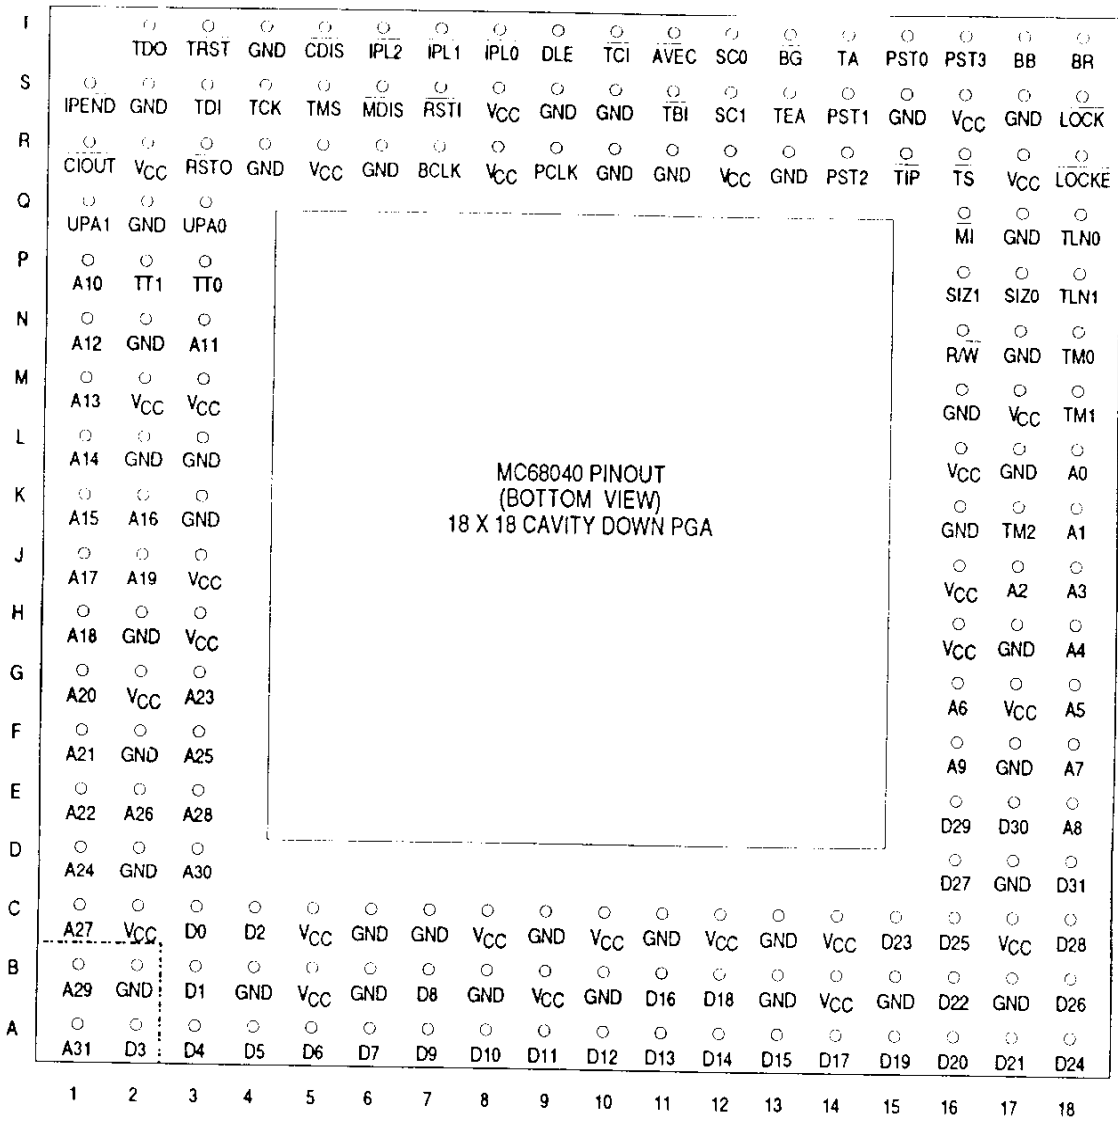 T
TDO TRST GND CDIS IPL2 IPL1 IPL0 DLE TCI AVEC SC0 BG TA PST0 PST3 BB BR
S
IPEND GND TDI TCK TMS MDIS RSTI VCC GND GND TBI SC1 TEA PST1 GND VCC GND LOCK
R
CIOUT VCC RSTO GND VCC GND BCLK VCC PCLK GND GND VCC GND PST2 TIP TS VCC LOCKE
Q
UPA1 GND UPA0 MI GND TLN0
P
A10 TT1 TT0 SIZ1 SIZ0 TLN1
N
A12 GND A11 R/W GND TM0
M
A13 VCC VCC GND VCC TM1
L
A14 GND GND VCC GND A0
MC68040 PINOUT
(BOTTOM VIEW)
18 X 18 CAVITY DOWN PGA
K
A15 A16 GND GND TM2 A1
J
A17 A19 VCC VCC A2 A3
H
A18 GND VCC VCC GND A4
G
A20 VCC A23 A6 VCC A5
F
A21 GND A25 A9 GND A7
E
A22 A26 A28 D29 D30 A8
D
A24 GND A30 D27 GND D31
C
A27 VCC D0 D2 VCC GND GND VCC GND VCC GND VCC GND VCC D23 D25 VCC D28
B
A29 GND D1 GND VCC GND D8 GND VCC GND D16 D18 GND VCC GND D22 GND D26
A
A31 D3 D4 D5 D6 D7 D9 D10 D11 D12 D13 D14 D15 D17 D19 D20 D21 D24
1 2 3 4 5 6 7 8 9 10 11 12 13 14 15 16 17 18